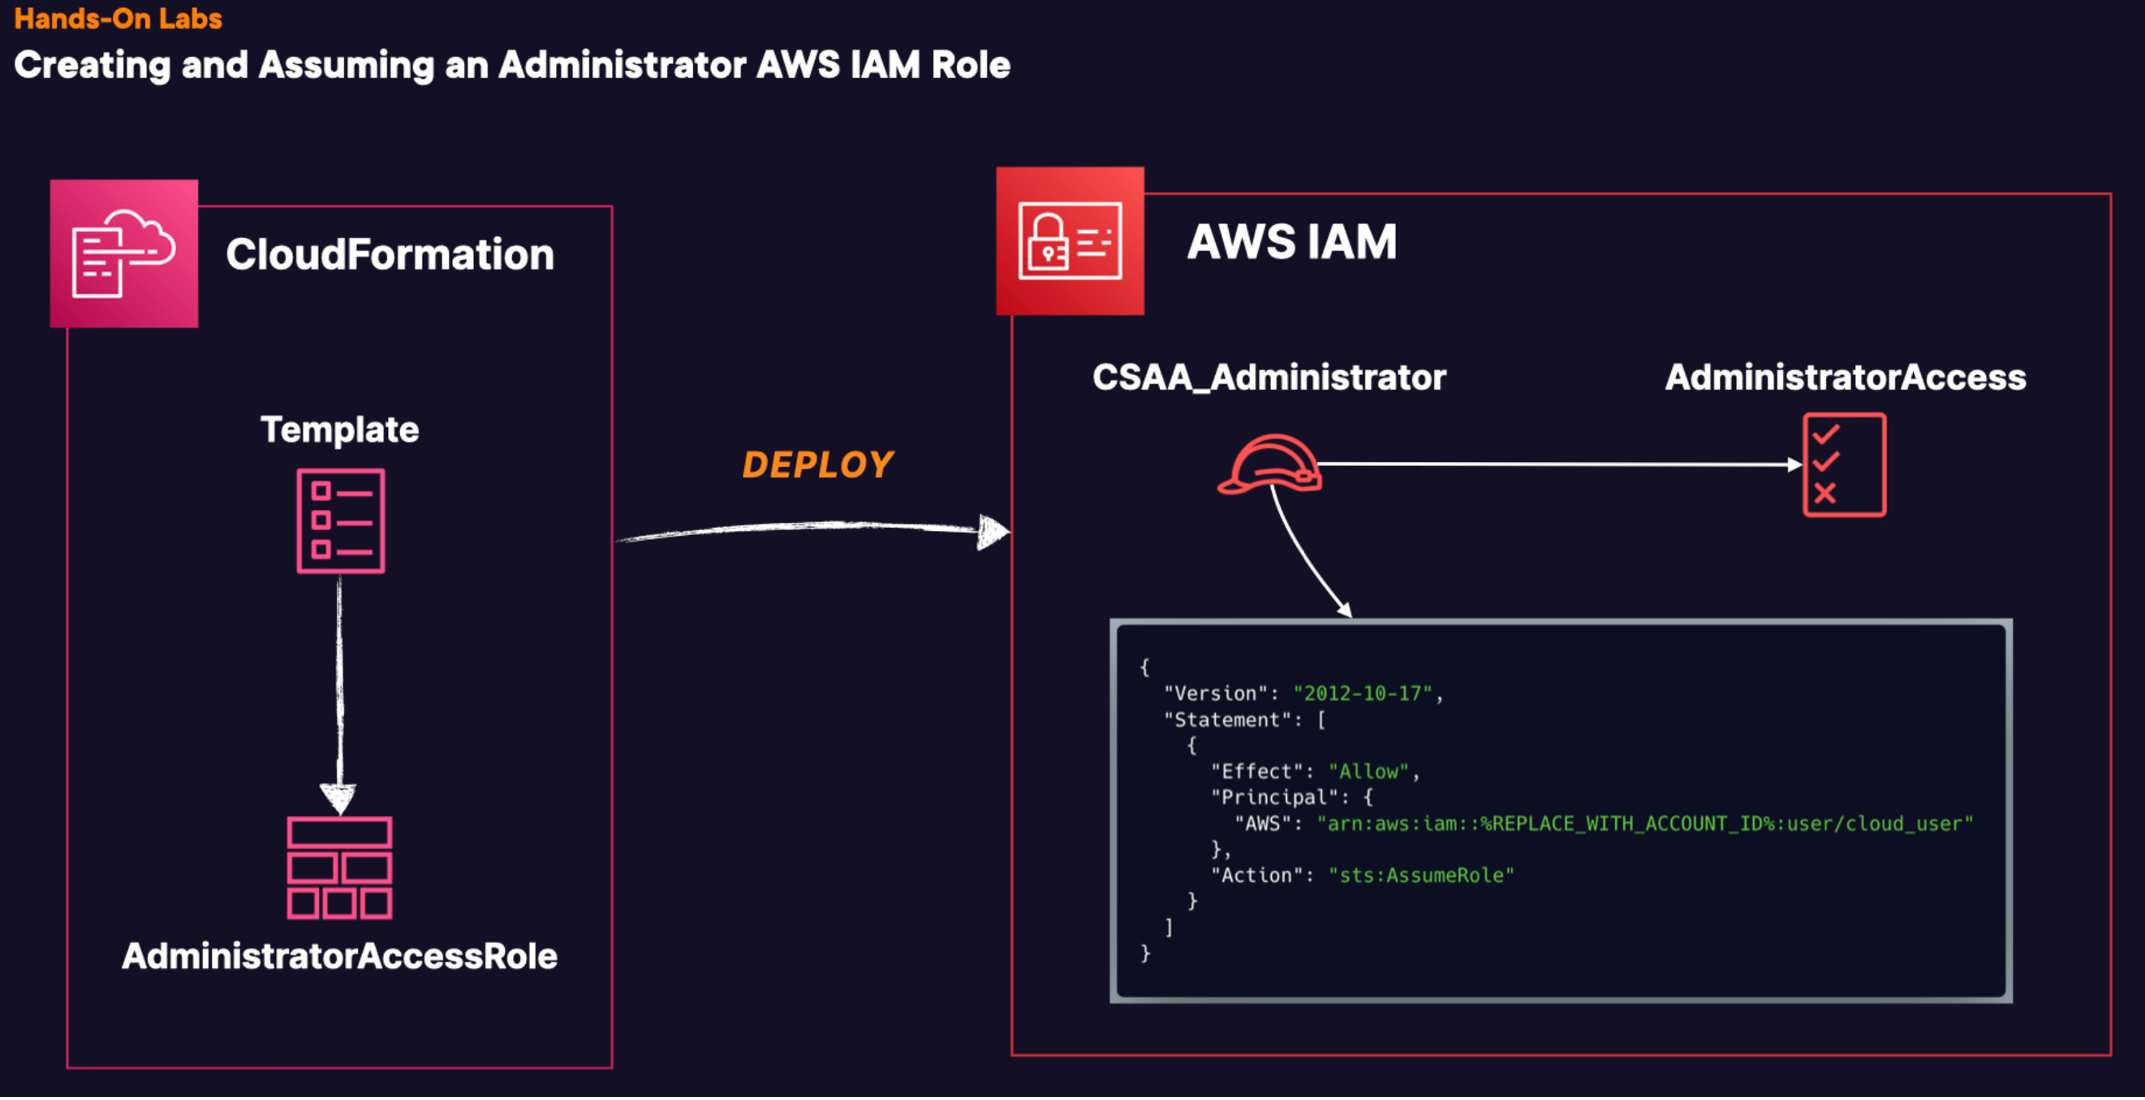 Hands-On Labs
Creating and Assuming an Administrator AWS IAM Role
CloudFormation
Template
AdministratorAccessRole
DEPLOY
AWS IAM
CSAA_Administrator
AdministratorAccess
{
  "Version": "2012-10-17",
  "Statement": [
    {
      "Effect": "Allow",
      "Principal": {
        "AWS": "arn:aws:iam::%REPLACE_WITH_ACCOUNT_ID%:user/cloud_user"
      },
      "Action": "sts:AssumeRole"
    }
  ]
}